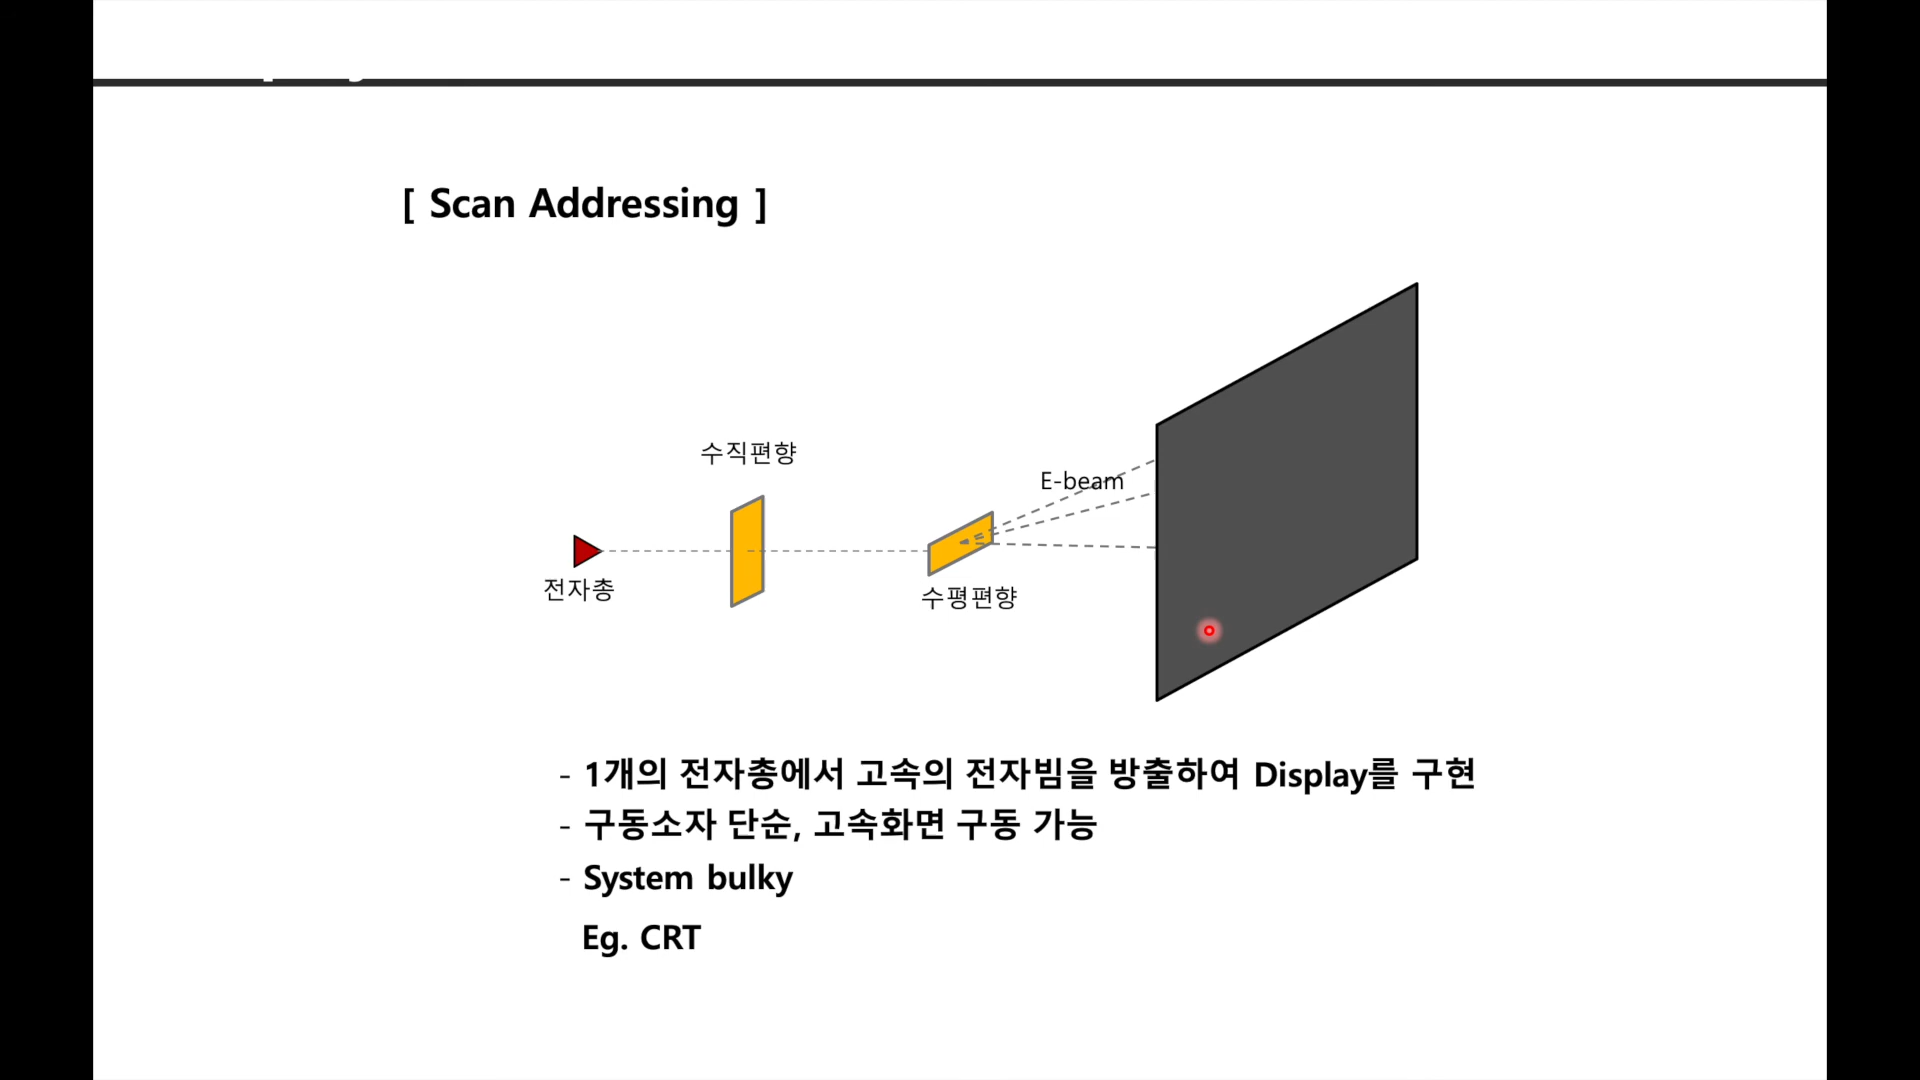 [ Scan Addressing ]
수직편향
E-beam
전자총
수평편향
- 1개의 전자총에서 고속의 전자빔을 방출하여 Display를 구현
- 구동소자 단순, 고속화면 구동 가능
- System bulky
Eg. CRT